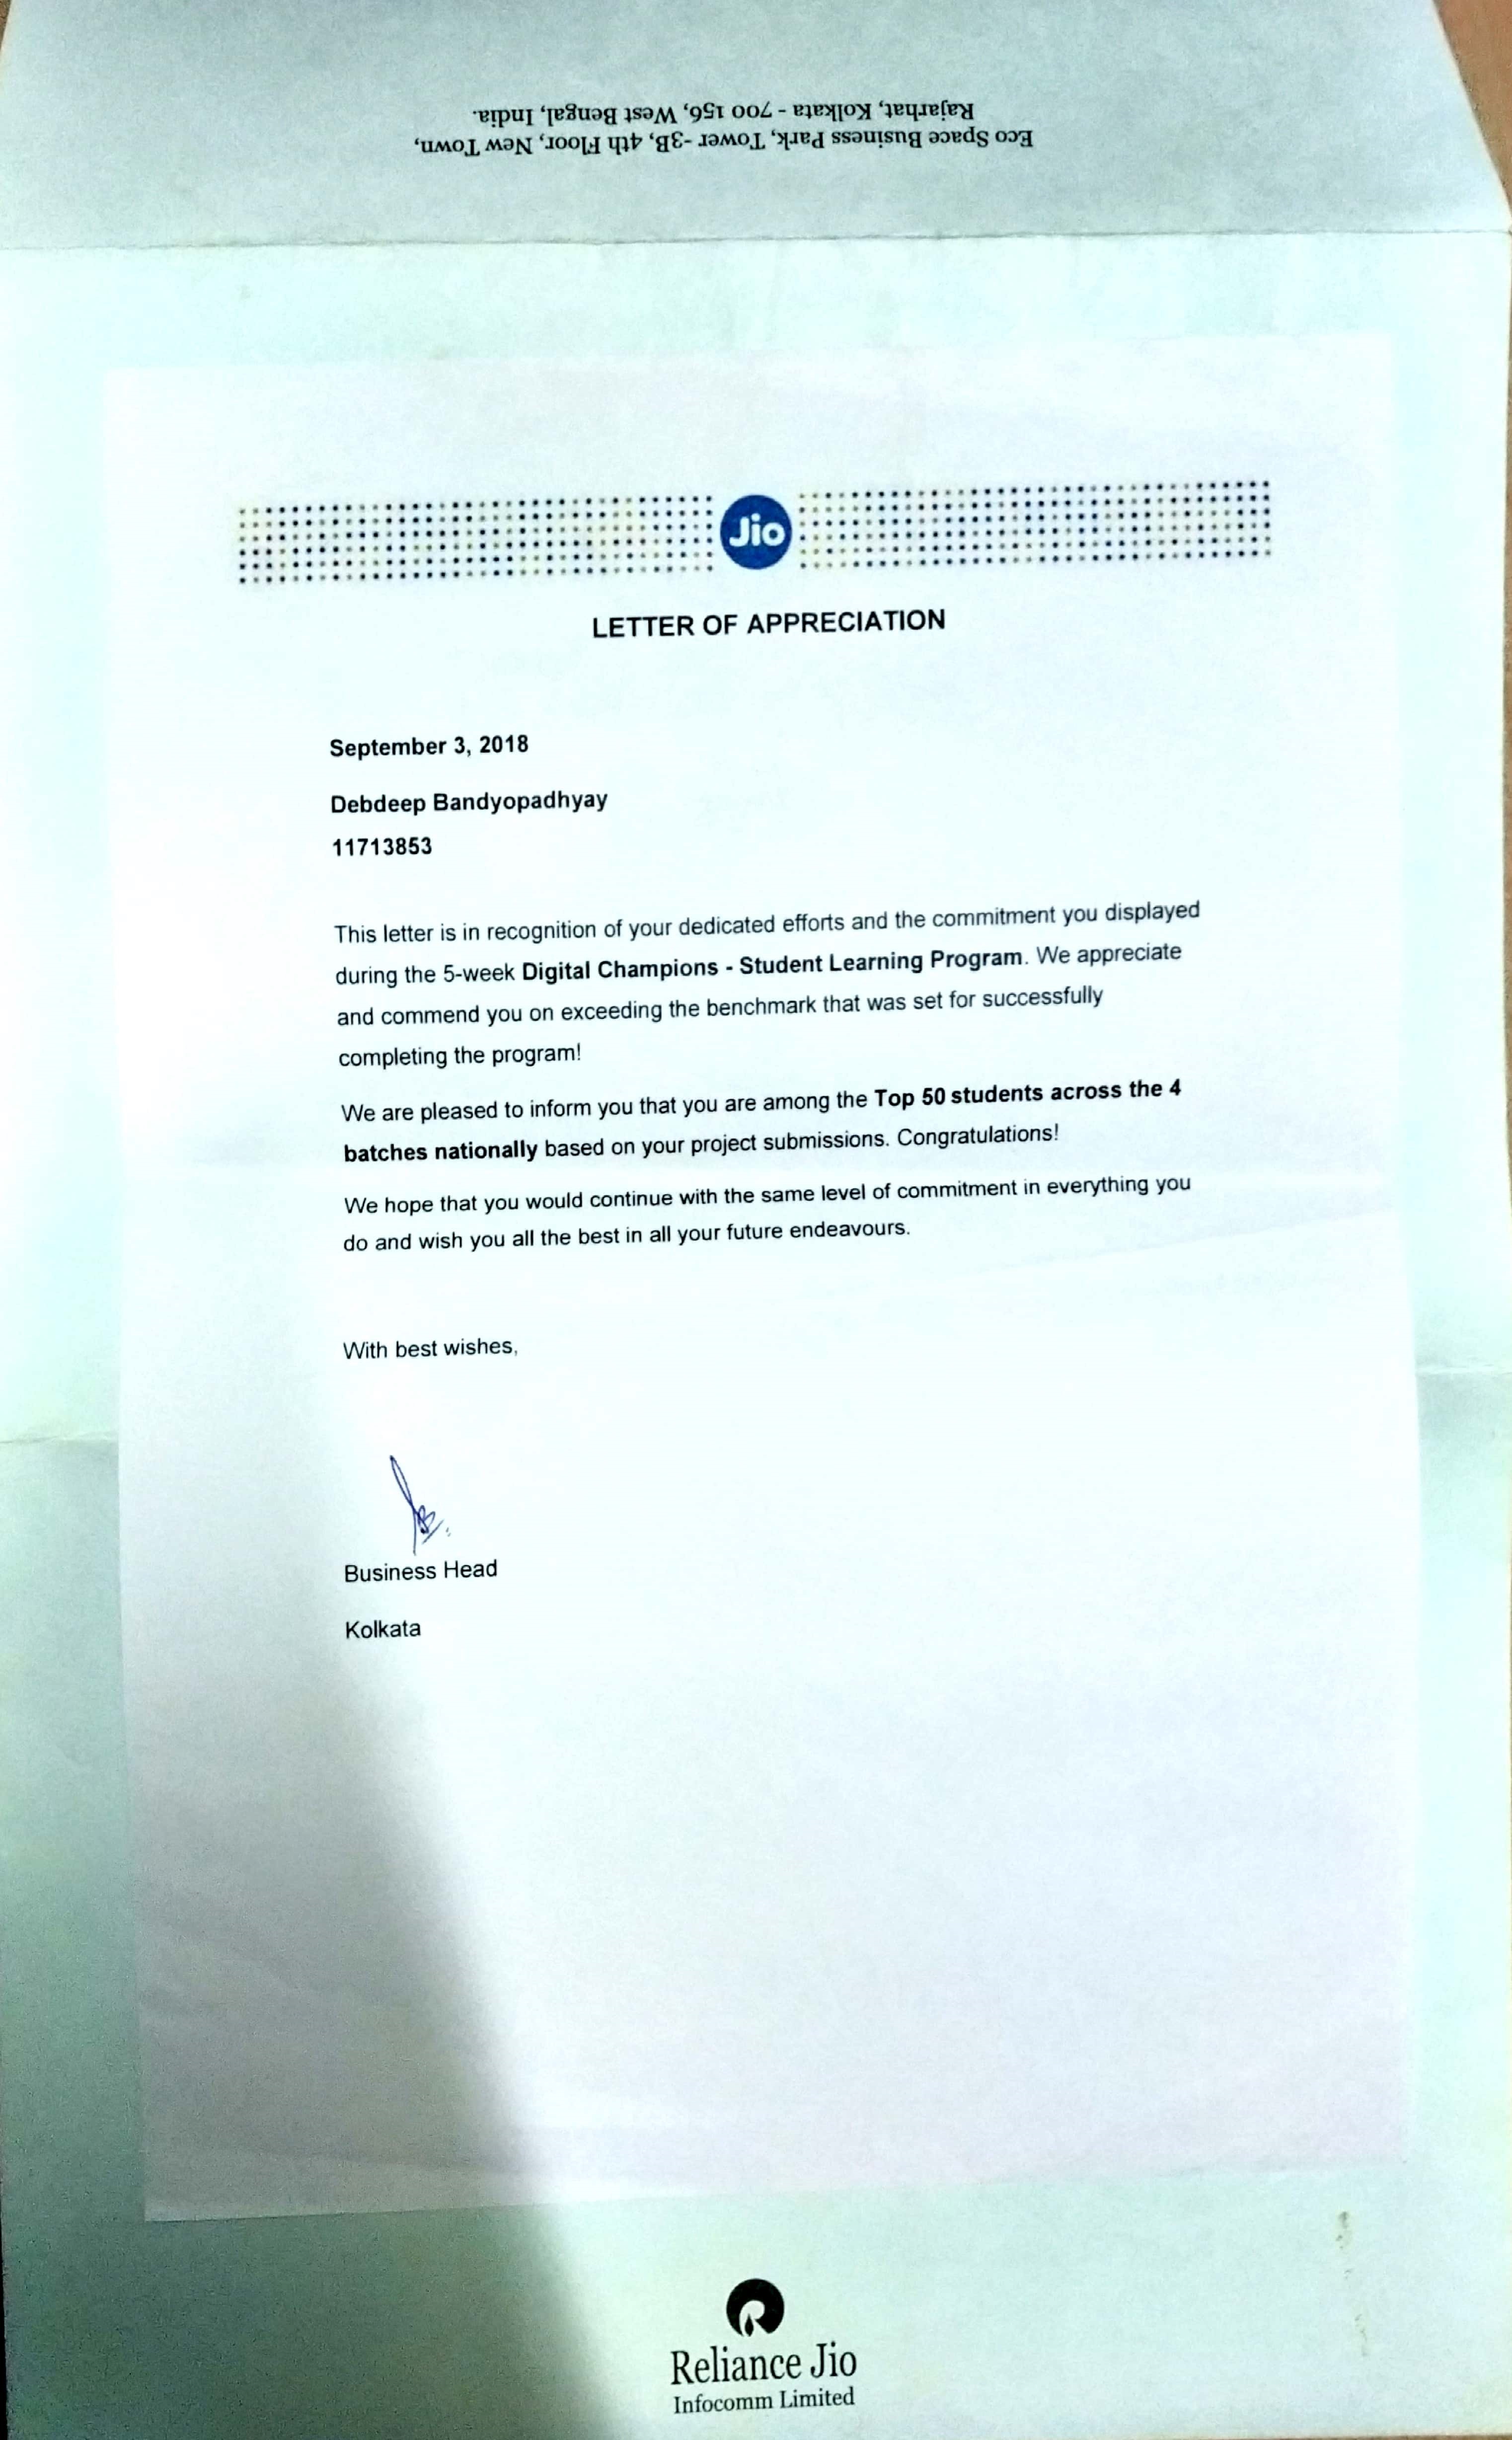 Eco Space Business Park, Tower -3B, 4th Floor, New Town,
Rajarhat, Kolkata - 700 156, West Bengal, India.
Jio
LETTER OF APPRECIATION
September 3, 2018
Debdeep Bandyopadhyay
11713853
This letter is in recognition of your dedicated efforts and the commitment you displayed
during the 5-week Digital Champions - Student Learning Program. We appreciate
and commend you on exceeding the benchmark that was set for successfully
completing the program!
We are pleased to inform you that you are among the Top 50 students across the 4
batches nationally based on your project submissions. Congratulations!
We hope that you would continue with the same level of commitment in everything you
do and wish you all the best in all your future endeavours.
With best wishes,
Business Head
Kolkata
Reliance Jio
Infocomm Limited